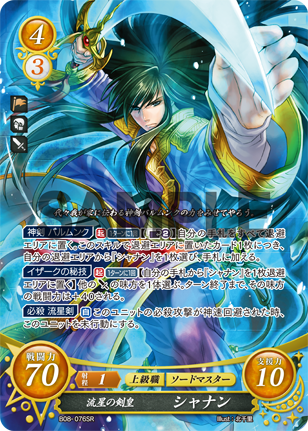 4
3
代々我が家に伝わる神剣バルムンクの力をみせてやろう。
神剣 バルムンク 起 1ターン1回 自分の手札をすべて退避
エリアに置く。このスキルで退避エリアに置いたカード1枚につき、
自分の退避エリアから「シャナン」を1枚選び、手札に加える。
イザークの秘技 起 1ターン1回【自分の手札から「シャナン」を1枚退避
エリアに置く】他の味方を1体選ぶ。ターン終了まで、その味方
の戦闘力は+40される。
必殺 流星剣 自 このユニットの必殺攻撃が神速回避された時、
このユニットを未行動にする。
戦闘力
70
射程 1 上級職 ソードマスター
支援力
10
流星の剣皇 シャナン
B08-076SR
Illust.:北千里